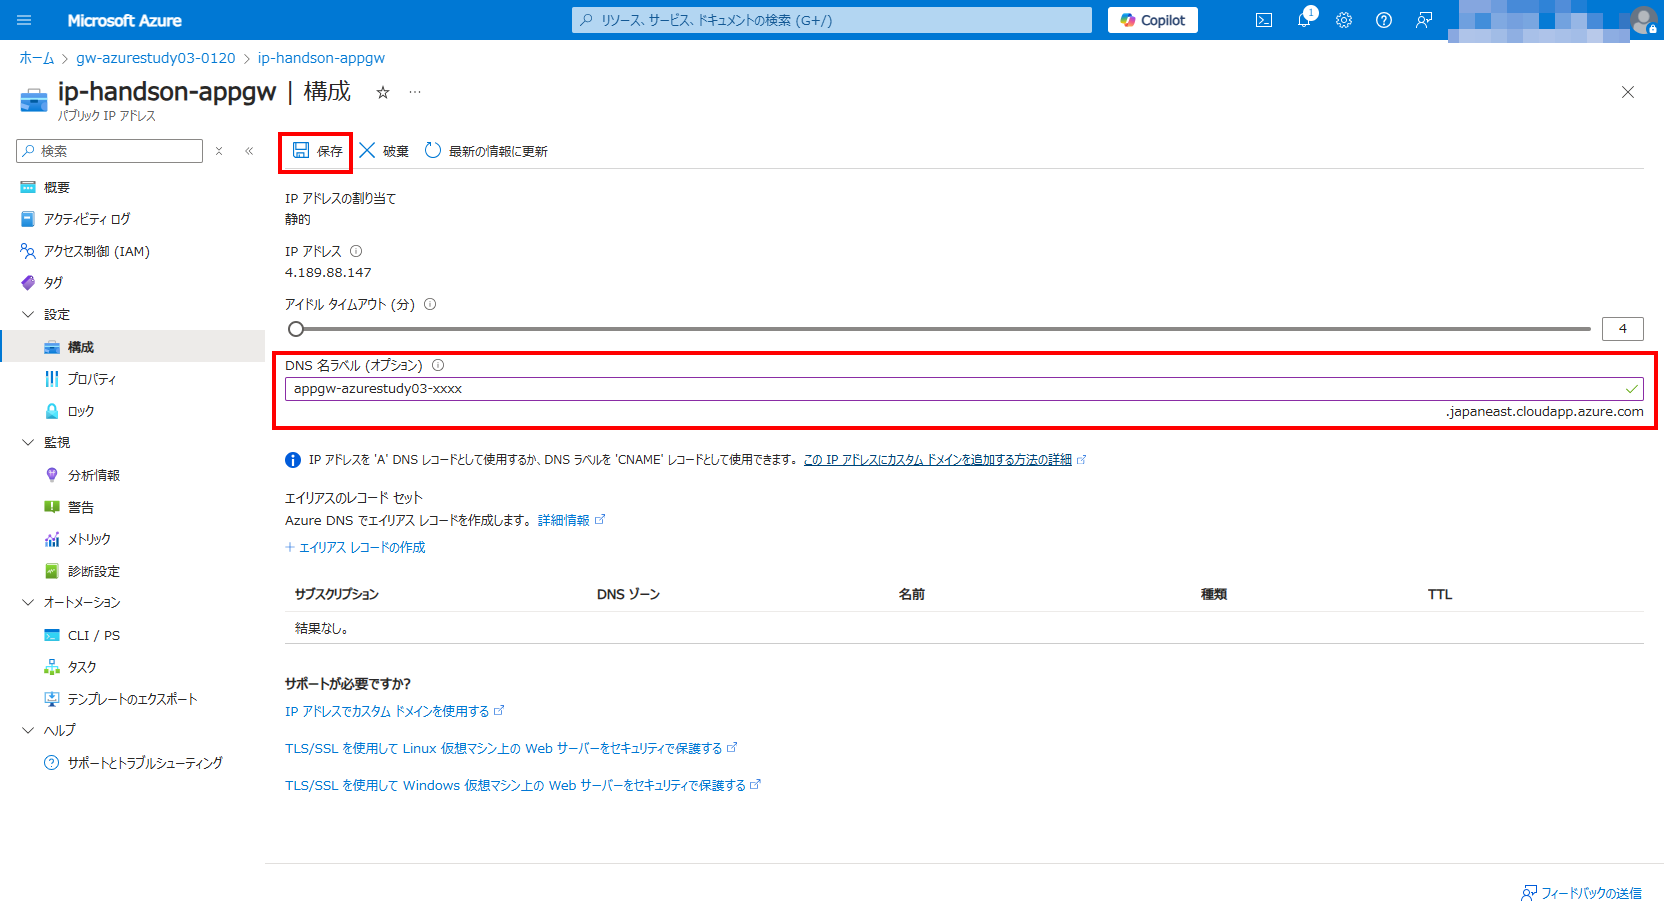 Microsoft Azure
リソース、サービス、ドキュメントの検索 (G+/)
Copilot
1
ホーム > gw-azurestudy03-0120 > ip-handson-appgw
ip-handson-appgw | 構成
パブリック IP アドレス
検索
保存
破棄
最新の情報に更新
概要
アクティビティ ログ
アクセス制御 (IAM)
タグ
設定
構成
プロパティ
ロック
監視
分析情報
警告
メトリック
診断設定
オートメーション
CLI / PS
タスク
テンプレートのエクスポート
ヘルプ
サポートとトラブルシューティング
IP アドレスの割り当て
静的
IP アドレス
4.189.88.147
アイドル タイムアウト (分)
4
DNS 名ラベル (オプション)
appgw-azurestudy03-xxxx
.japaneast.cloudapp.azure.com
IP アドレスを 'A' DNS レコードとして使用するか、DNS ラベルを 'CNAME' レコードとして使用できます。 この IP アドレスにカスタム ドメインを追加する方法の詳細
エイリアスのレコード セット
Azure DNS でエイリアス レコードを作成します。 詳細情報
+ エイリアス レコードの作成
サブスクリプション DNS ゾーン 名前 種類 TTL
結果なし。
サポートが必要ですか?
IP アドレスでカスタム ドメインを使用する
TLS/SSL を使用して Linux 仮想マシン上の Web サーバーをセキュリティで保護する
TLS/SSL を使用して Windows 仮想マシン上の Web サーバーをセキュリティで保護する
フィードバックの送信